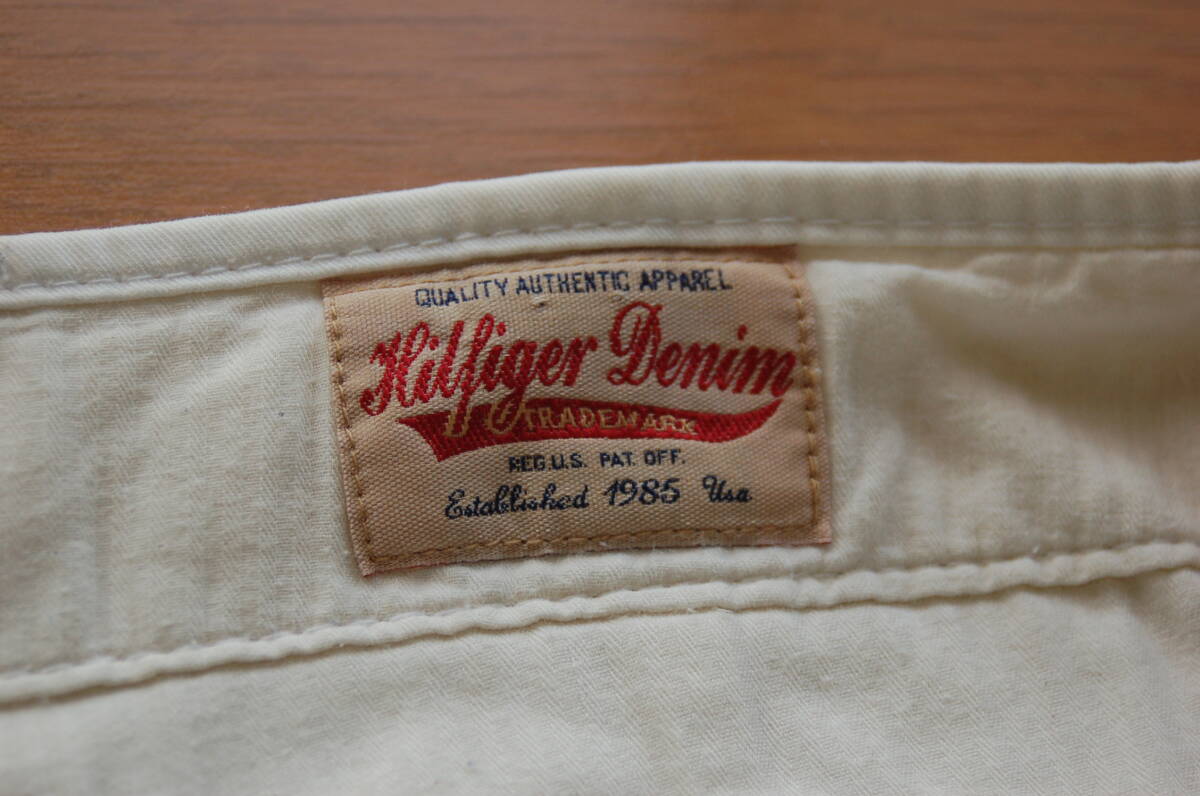 QUALITY AUTHENTIC APPAREL
Hilfiger Denim
TRADEMARK
REG.U.S. PAT. OFF.
Established 1985 Usa